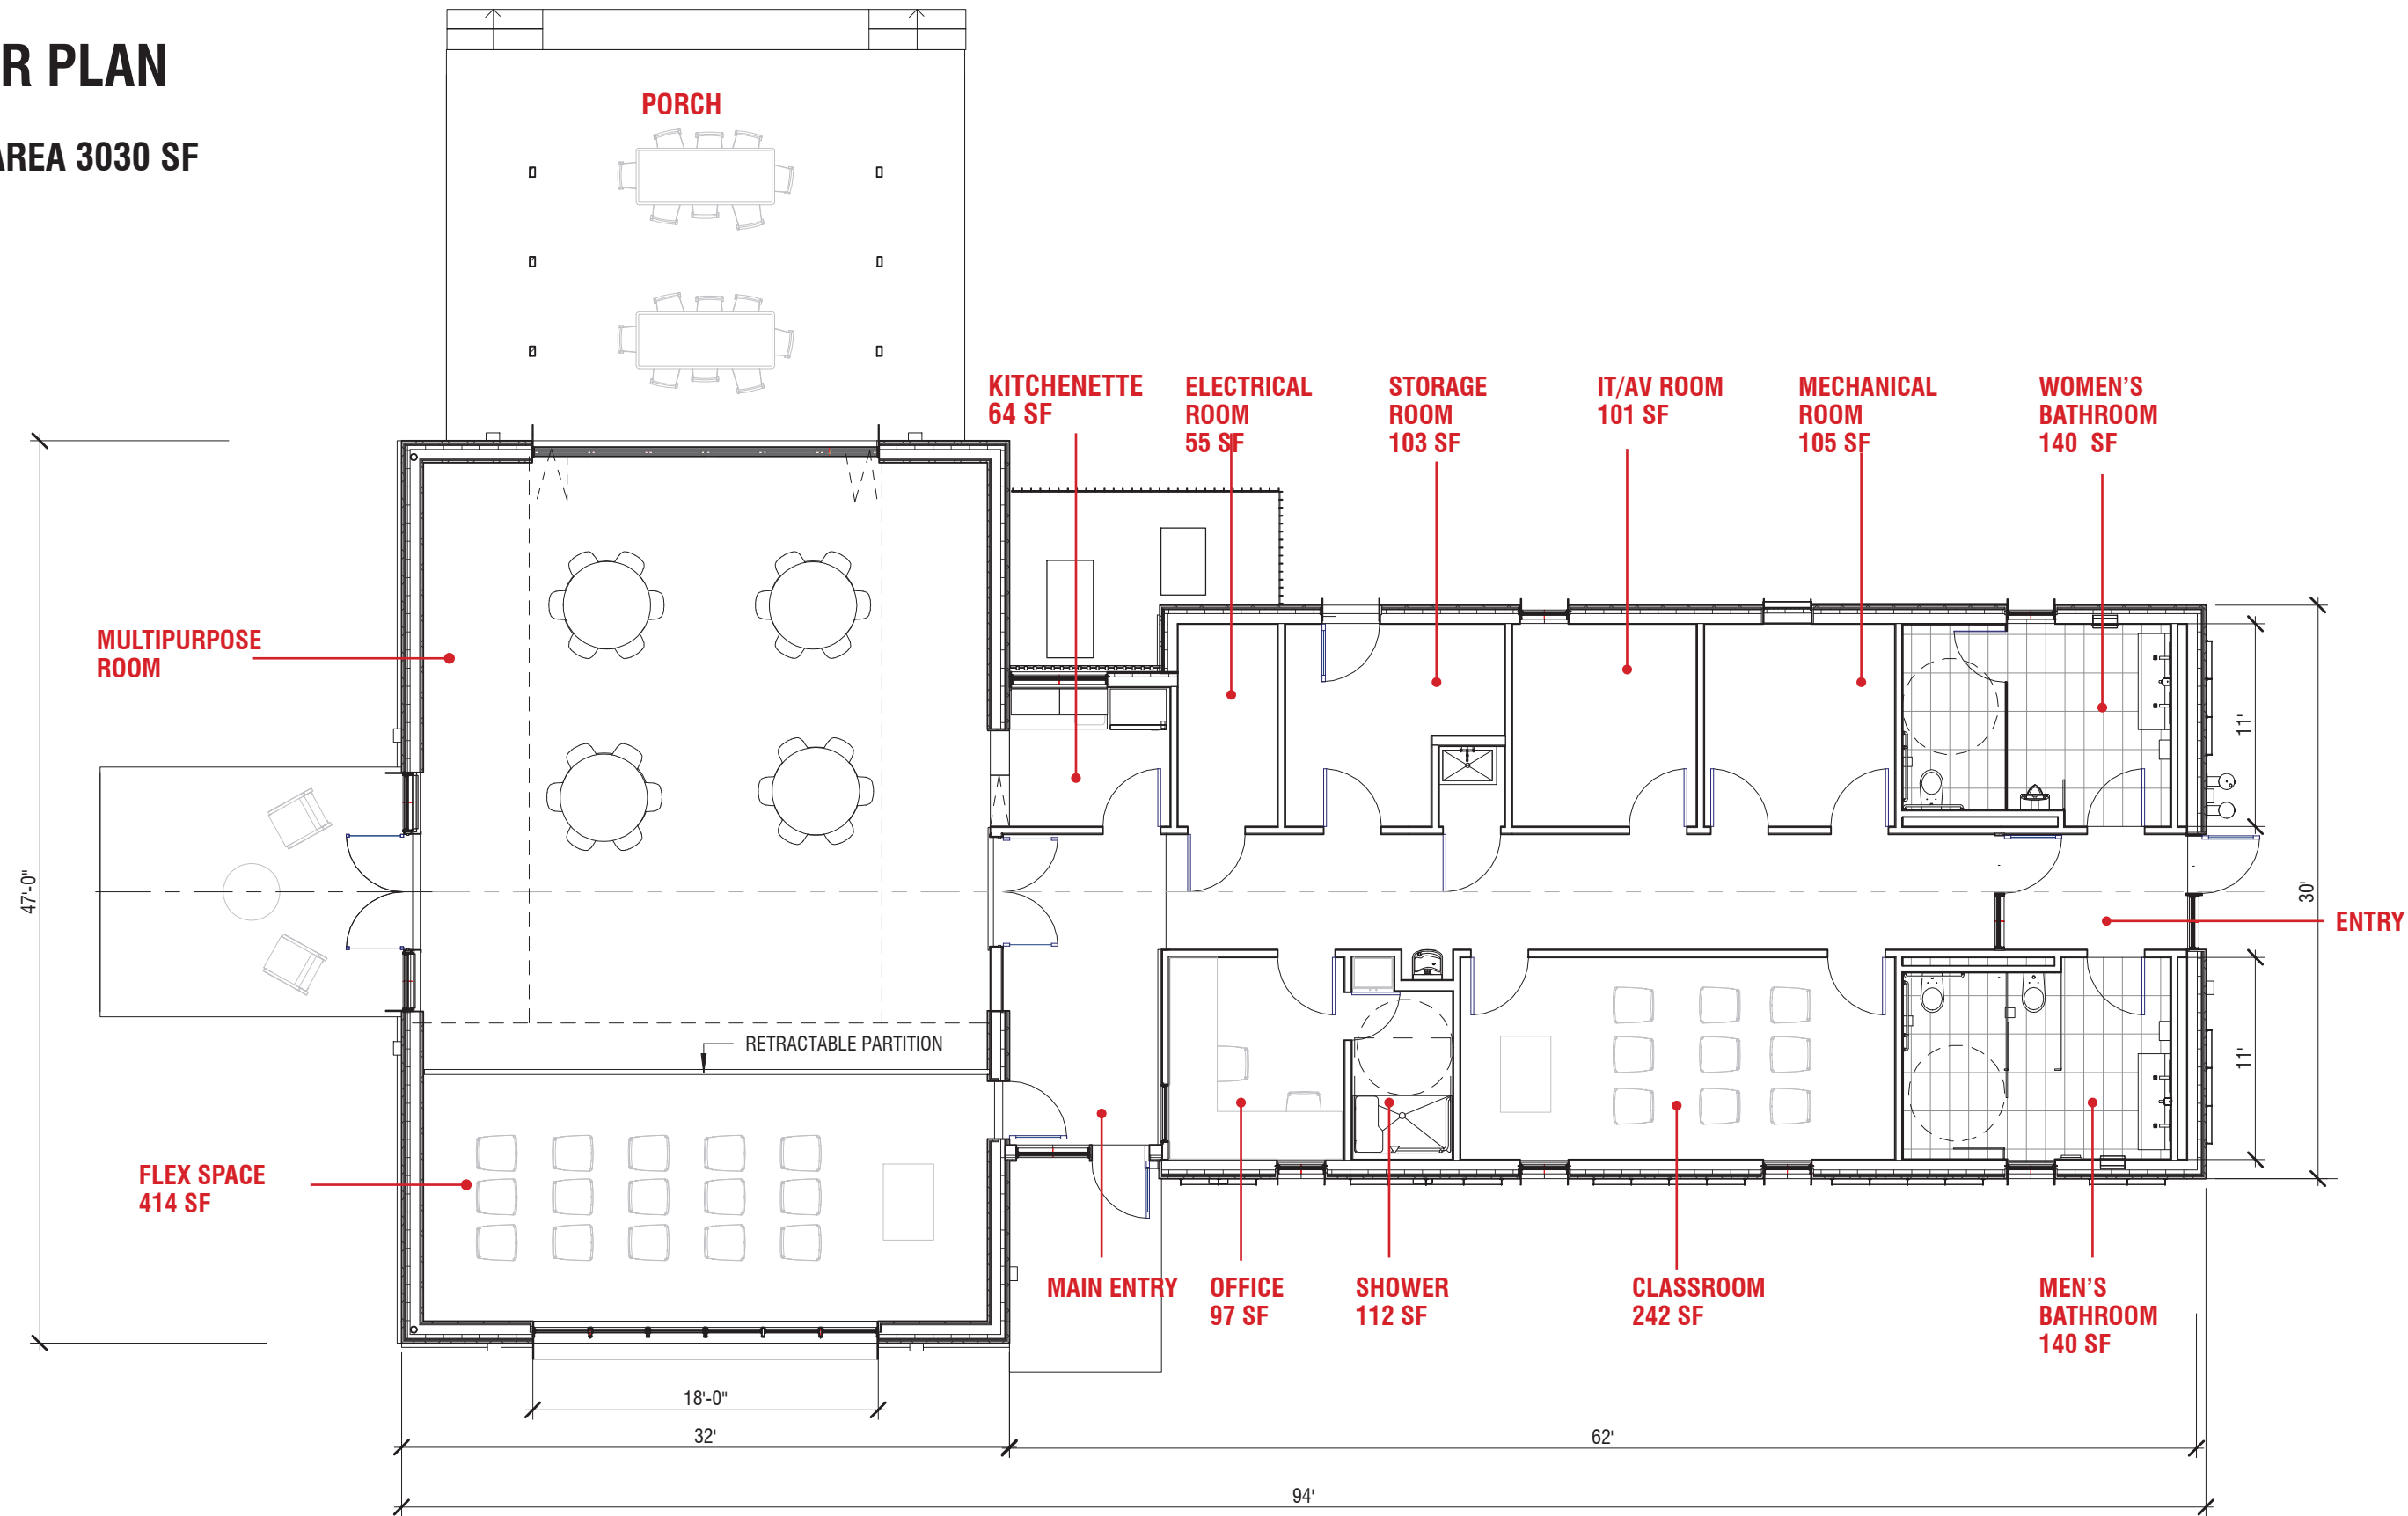 R PLAN
AREA 3030 SF
PORCH
KITCHENETTE
64 SF
ELECTRICAL
ROOM
55 SF
STORAGE
ROOM
103 SF
IT/AV ROOM
101 SF
MECHANICAL
ROOM
105 SF
WOMEN'S
BATHROOM
140 SF
MULTIPURPOSE
ROOM
11'
47'-0"
30'
ENTRY
RETRACTABLE PARTITION
11'
FLEX SPACE
414 SF
MAIN ENTRY
OFFICE
97 SF
SHOWER
112 SF
CLASSROOM
242 SF
MEN'S
BATHROOM
140 SF
18'-0"
32'
62'
94'